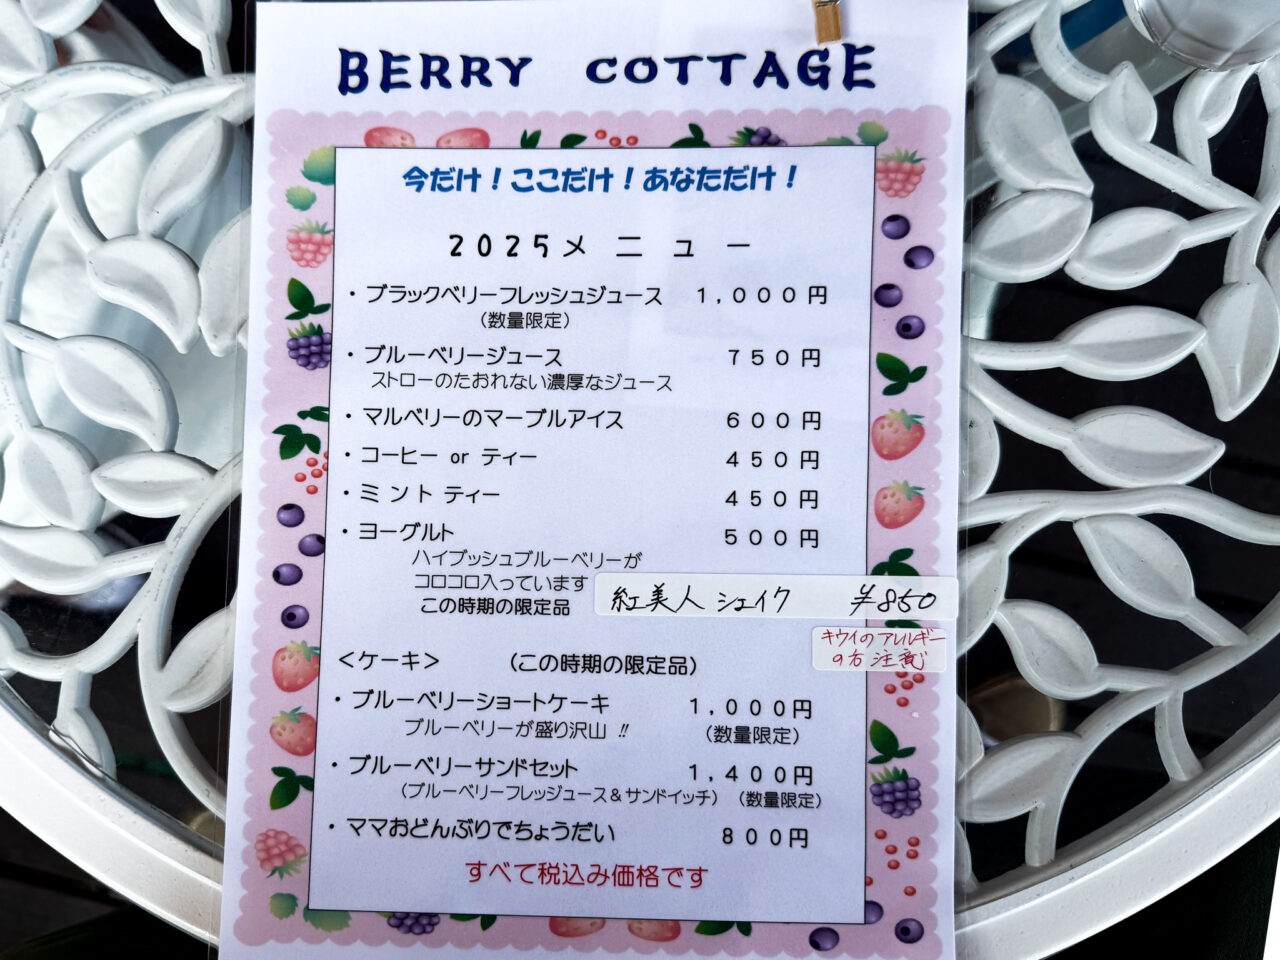 BERRY COTTAGE
今だけ！ここだけ！あなただけ！
2025メニュー
・ブラックベリーフレッシュジュース 1,000円
(数量限定)
・ブルーベリージュース 750円
ストローのたおれない濃厚なジュース
・マルベリーのマーブルアイス 600円
・コーヒー or ティー 450円
・ミントティー 450円
・ヨーグルト 500円
ハイブッシュブルーベリーが
コロコロ入っています
この時期の限定品
紅美人 シェイク ¥850
キウイのアレルギー
の方 注意
<ケーキ> (この時期の限定品)
・ブルーベリーショートケーキ 1,000円
ブルーベリーが盛り沢山 !! (数量限定)
・ブルーベリーサンドセット 1,400円
(ブルーベリーフレッジュース＆サンドイッチ) (数量限定)
・ママおどんぶりでちょうだい 800円
すべて税込み価格です